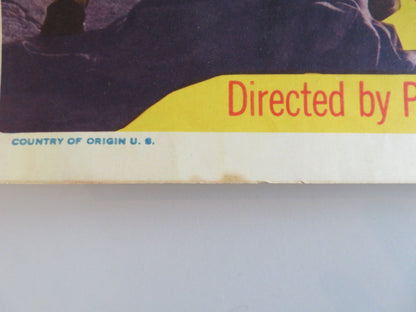 Directed by P
COUNTRY OF ORIGIN U. S.